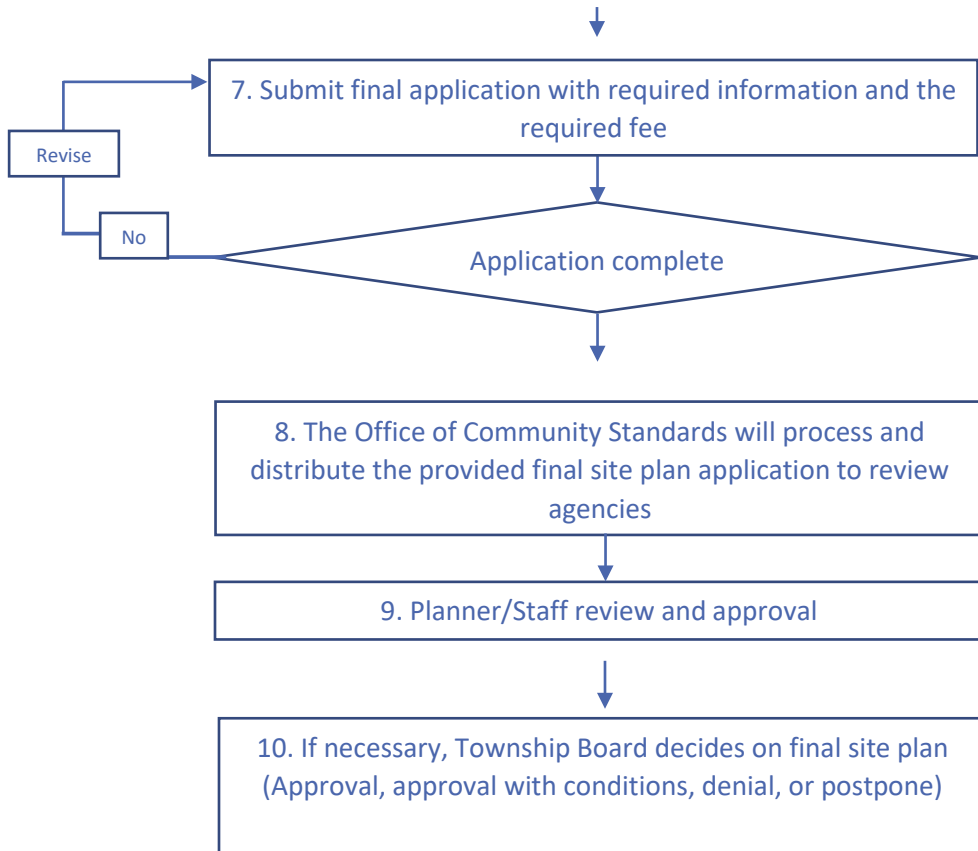 7. Submit final application with required information and the
required fee
Revise
No
Application complete
8. The Office of Community Standards will process and
distribute the provided final site plan application to review
agencies
9. Planner/Staff review and approval
10. If necessary, Township Board decides on final site plan
(Approval, approval with conditions, denial, or postpone)